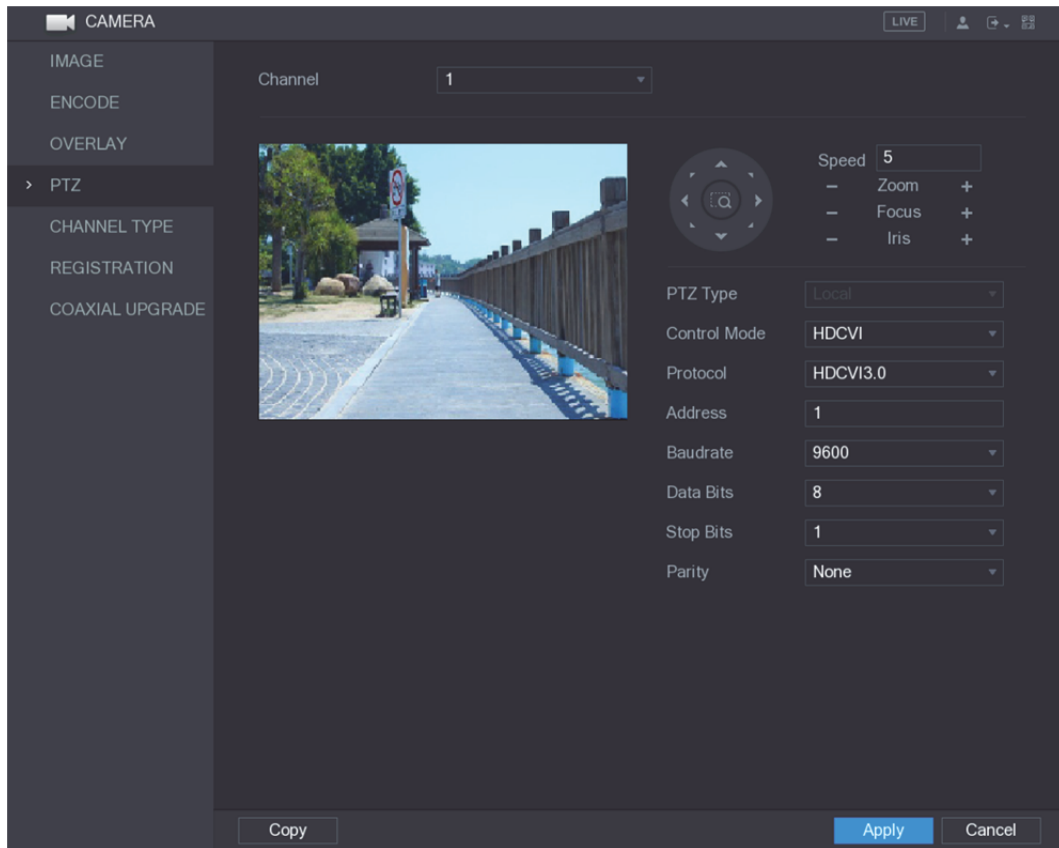 CAMERA
LIVE
IMAGE
ENCODE
OVERLAY
PTZ
CHANNEL TYPE
REGISTRATION
COAXIAL UPGRADE
Channel 1
Speed 5
− Zoom +
− Focus +
− Iris +
PTZ Type Local
Control Mode HDCVI
Protocol HDCVI3.0
Address 1
Baudrate 9600
Data Bits 8
Stop Bits 1
Parity None
Copy Apply Cancel